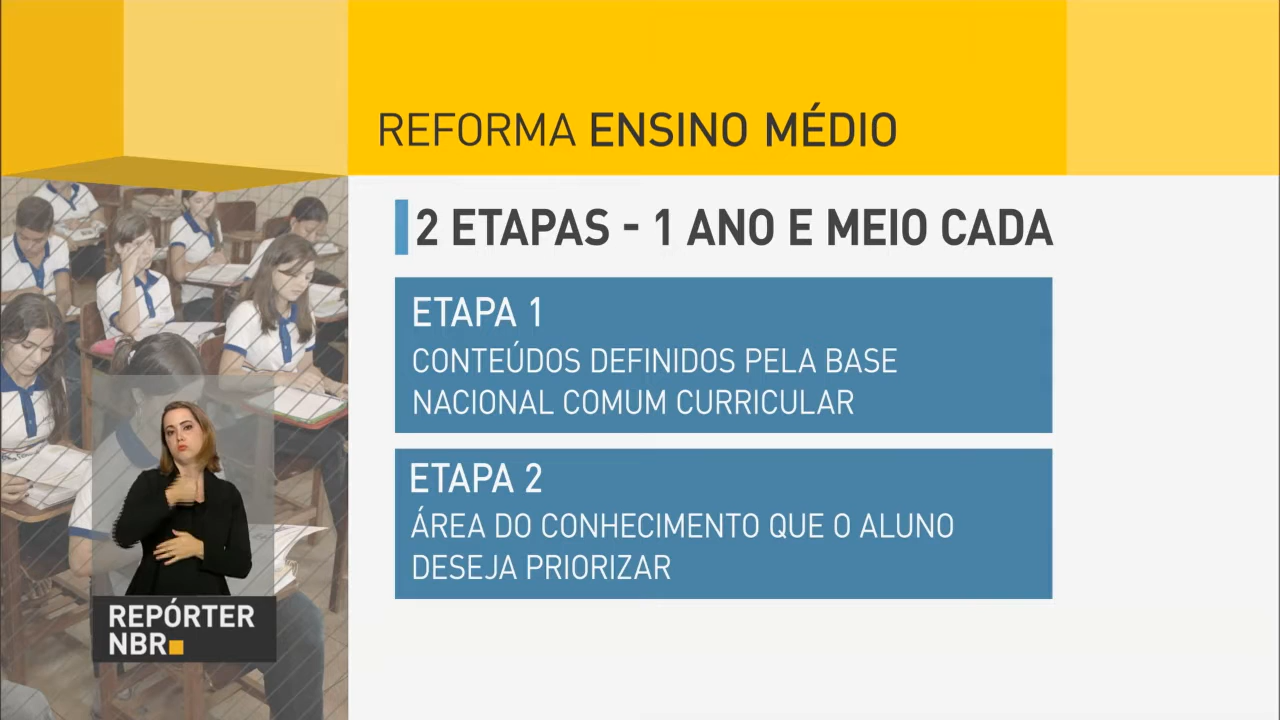 REFORMA ENSINO MÉDIO
2 ETAPAS - 1 ANO E MEIO CADA
ETAPA 1
CONTEÚDOS DEFINIDOS PELA BASE
NACIONAL COMUM CURRICULAR
ETAPA 2
ÁREA DO CONHECIMENTO QUE O ALUNO
DESEJA PRIORIZAR
REPÓRTER
NBR